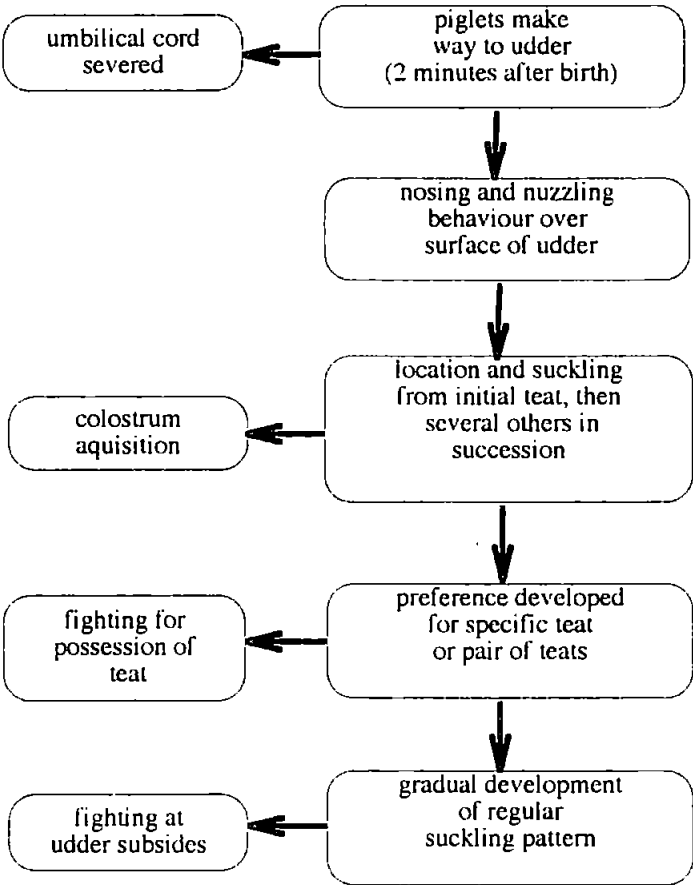 umbilical cord
severed
piglets make
way to udder
(2 minutes after birth)
nosing and nuzzling
behaviour over
surface of udder
location and suckling
from initial teat, then
several others in
succession
colostrum
aquisition
preference developed
for specific teat
or pair of teats
fighting for
possession of
teat
gradual development
of regular
suckling pattern
fighting at
udder subsides